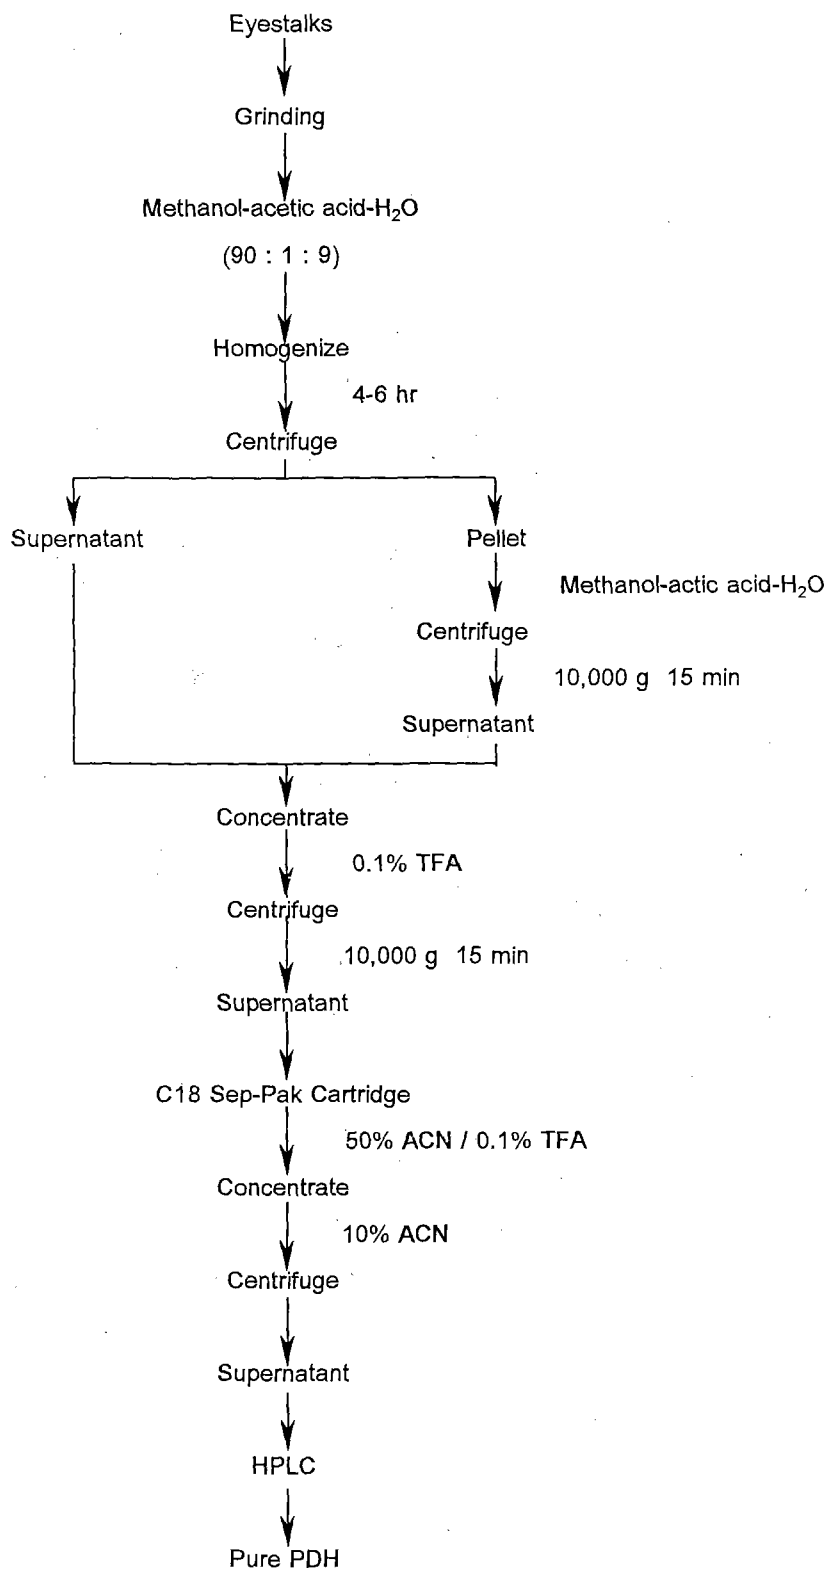 Eyestalks
Grinding
Methanol-acetic acid-H₂O
(90 : 1 : 9)
Homogenize
4-6 hr
Centrifuge
Supernatant
Pellet
Methanol-actic acid-H₂O
Centrifuge
10,000 g 15 min
Supernatant
Concentrate
0.1% TFA
Centrifuge
10,000 g 15 min
Supernatant
C18 Sep-Pak Cartridge
50% ACN / 0.1% TFA
Concentrate
10% ACN
Centrifuge
Supernatant
HPLC
Pure PDH